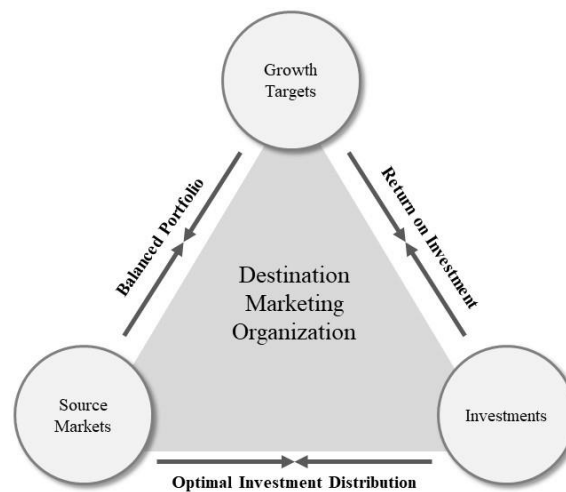 Growth
Targets
Balanced Portfolio
Return on Investment
Destination
Marketing
Organization
Source
Markets
Investments
Optimal Investment Distribution